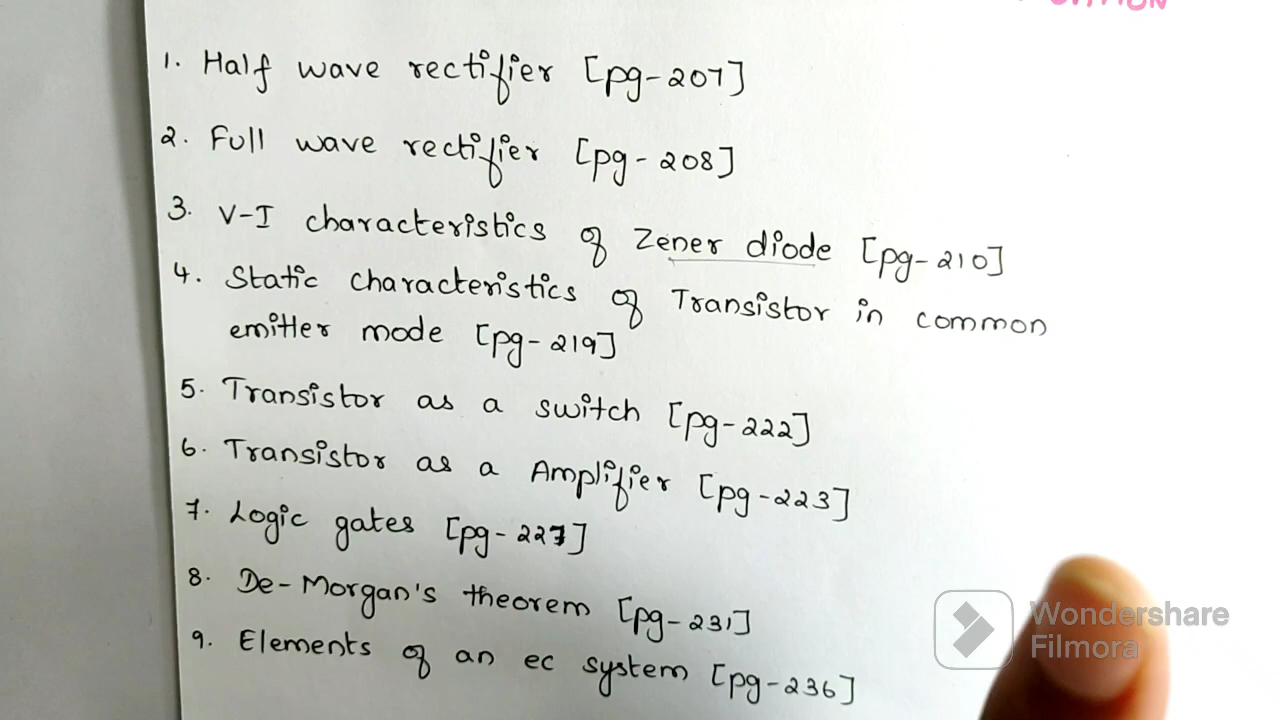 1. Half wave rectifier [pg-207]
2. Full wave rectifier [pg-208]
3. V-I characteristics of Zener diode [pg-210]
4. Static characteristics of Transistor in common
emitter mode [pg-219]
5. Transistor as a switch [pg-222]
6. Transistor as a Amplifier [pg-223]
7. Logic gates [pg-227]
8. De-Morgan's theorem [pg-231]
9. Elements of an ec system [pg-236]
Wondershare
Filmora